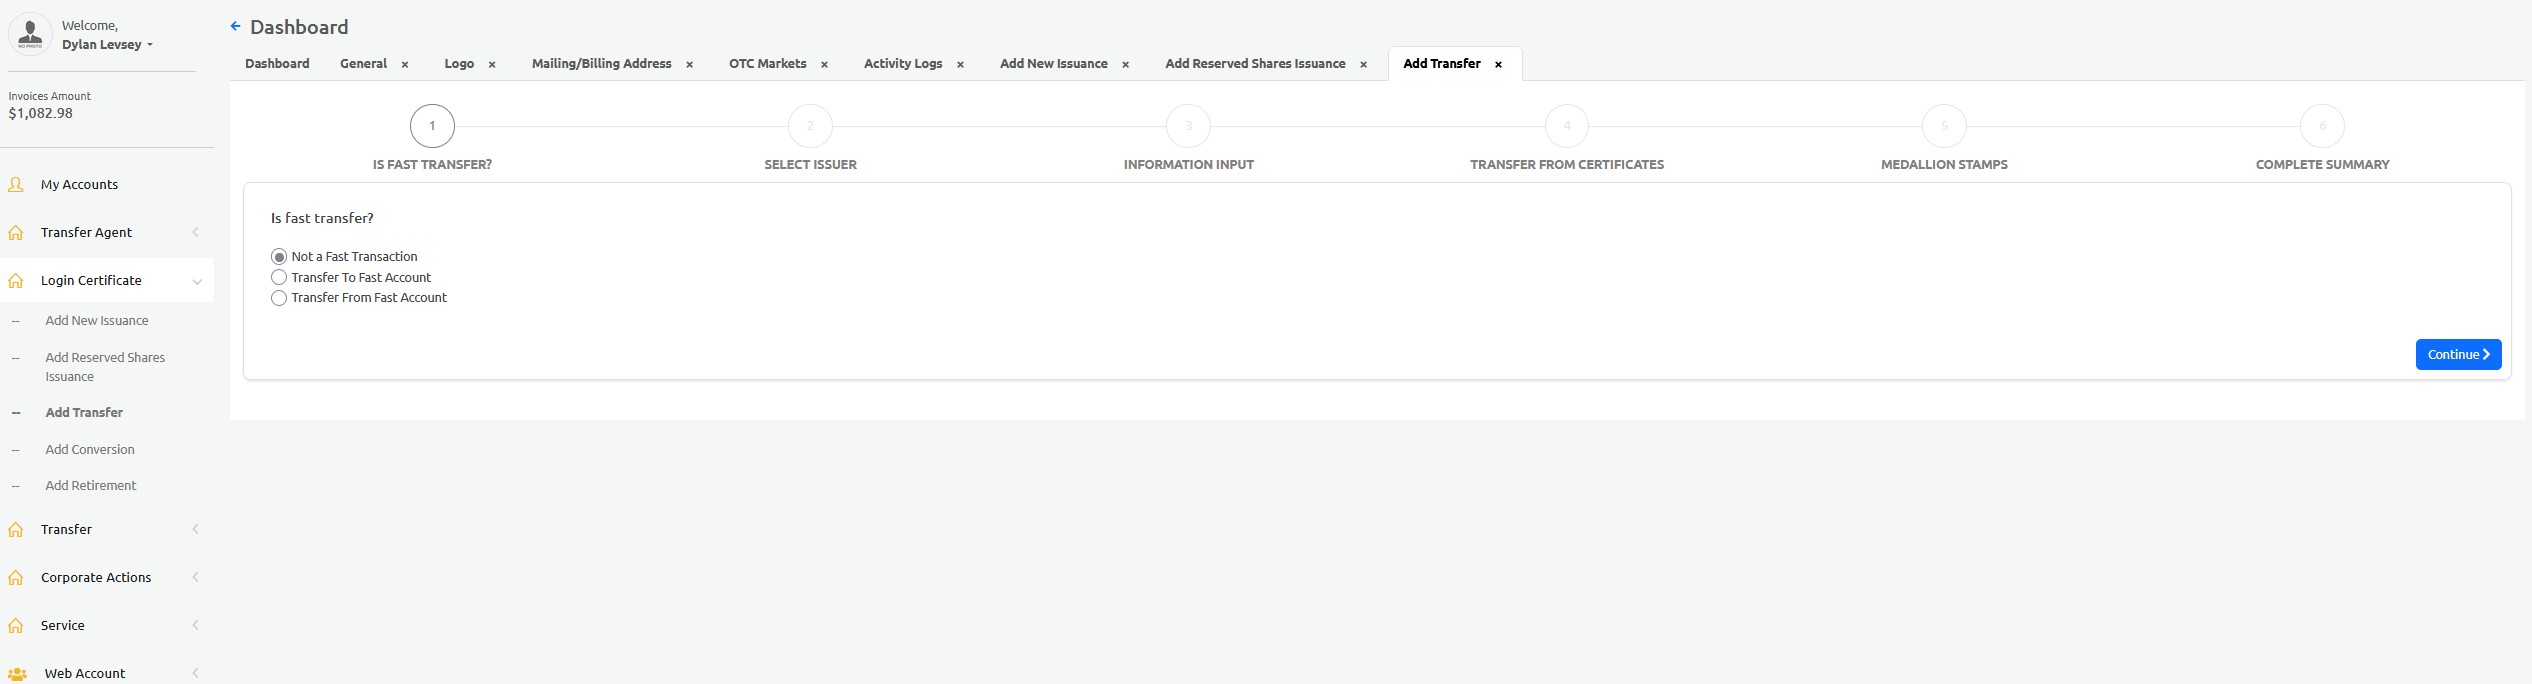 NO PHOTO
Welcome,
Dylan Levsey
Invoices Amount
$1,082.98
My Accounts
Transfer Agent
Login Certificate
-- Add New Issuance
-- Add Reserved Shares
Issuance
-- Add Transfer
-- Add Conversion
-- Add Retirement
Transfer
Corporate Actions
Service
Web Account
Dashboard
Dashboard General × Logo × Mailing/Billing Address × OTC Markets × Activity Logs × Add New Issuance × Add Reserved Shares Issuance × Add Transfer ×
1 2 3 4 5 6
IS FAST TRANSFER? SELECT ISSUER INFORMATION INPUT TRANSFER FROM CERTIFICATES MEDALLION STAMPS COMPLETE SUMMARY
Is fast transfer?
Not a Fast Transaction
Transfer To Fast Account
Transfer From Fast Account
Continue